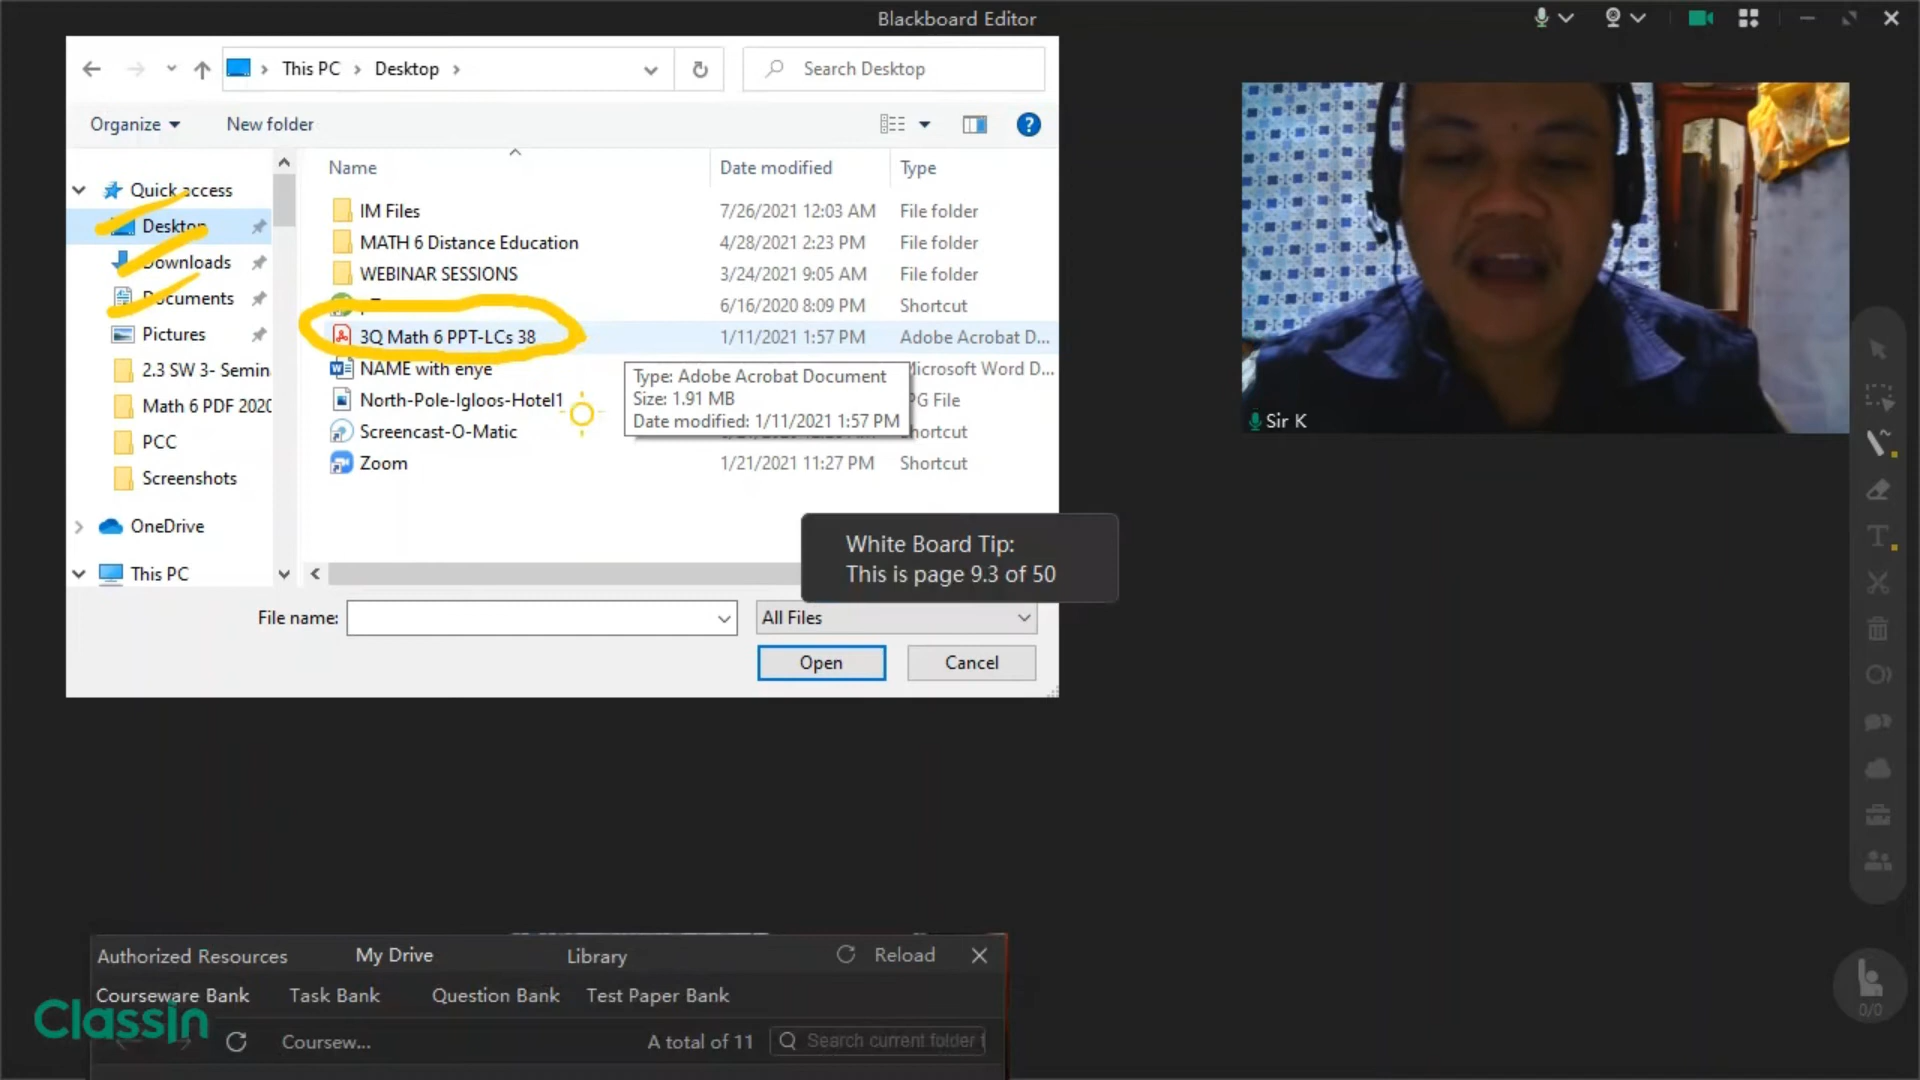 Blackboard Editor
This PC
Desktop
Search Desktop
Organize
New folder
Name
Date modified
Type
Quick access
Desktop
Downloads
Documents
Pictures
2.3 SW 3- Semin
Math 6 PDF 2020
PCC
Screenshots
OneDrive
This PC
IM Files 7/26/2021 12:03 AM File folder
MATH 6 Distance Education 4/28/2021 2:23 PM File folder
WEBINAR SESSIONS 3/24/2021 9:05 AM File folder
6/16/2020 8:09 PM Shortcut
3Q Math 6 PPT-LCs 38 1/11/2021 1:57 PM Adobe Acrobat D...
NAME with enye Microsoft Word D...
North-Pole-Igloos-Hotel1 PG File
Screencast-O-Matic Shortcut
Zoom 1/21/2021 11:27 PM Shortcut
Type: Adobe Acrobat Document
Size: 1.91 MB
Date modified: 1/11/2021 1:57 PM
White Board Tip:
This is page 9.3 of 50
File name:
All Files
Open
Cancel
Sir K
Authorized Resources
My Drive
Library
Reload
Courseware Bank
Task Bank
Question Bank
Test Paper Bank
Coursew...
A total of 11
Search current folder f
ClassIn
0/0